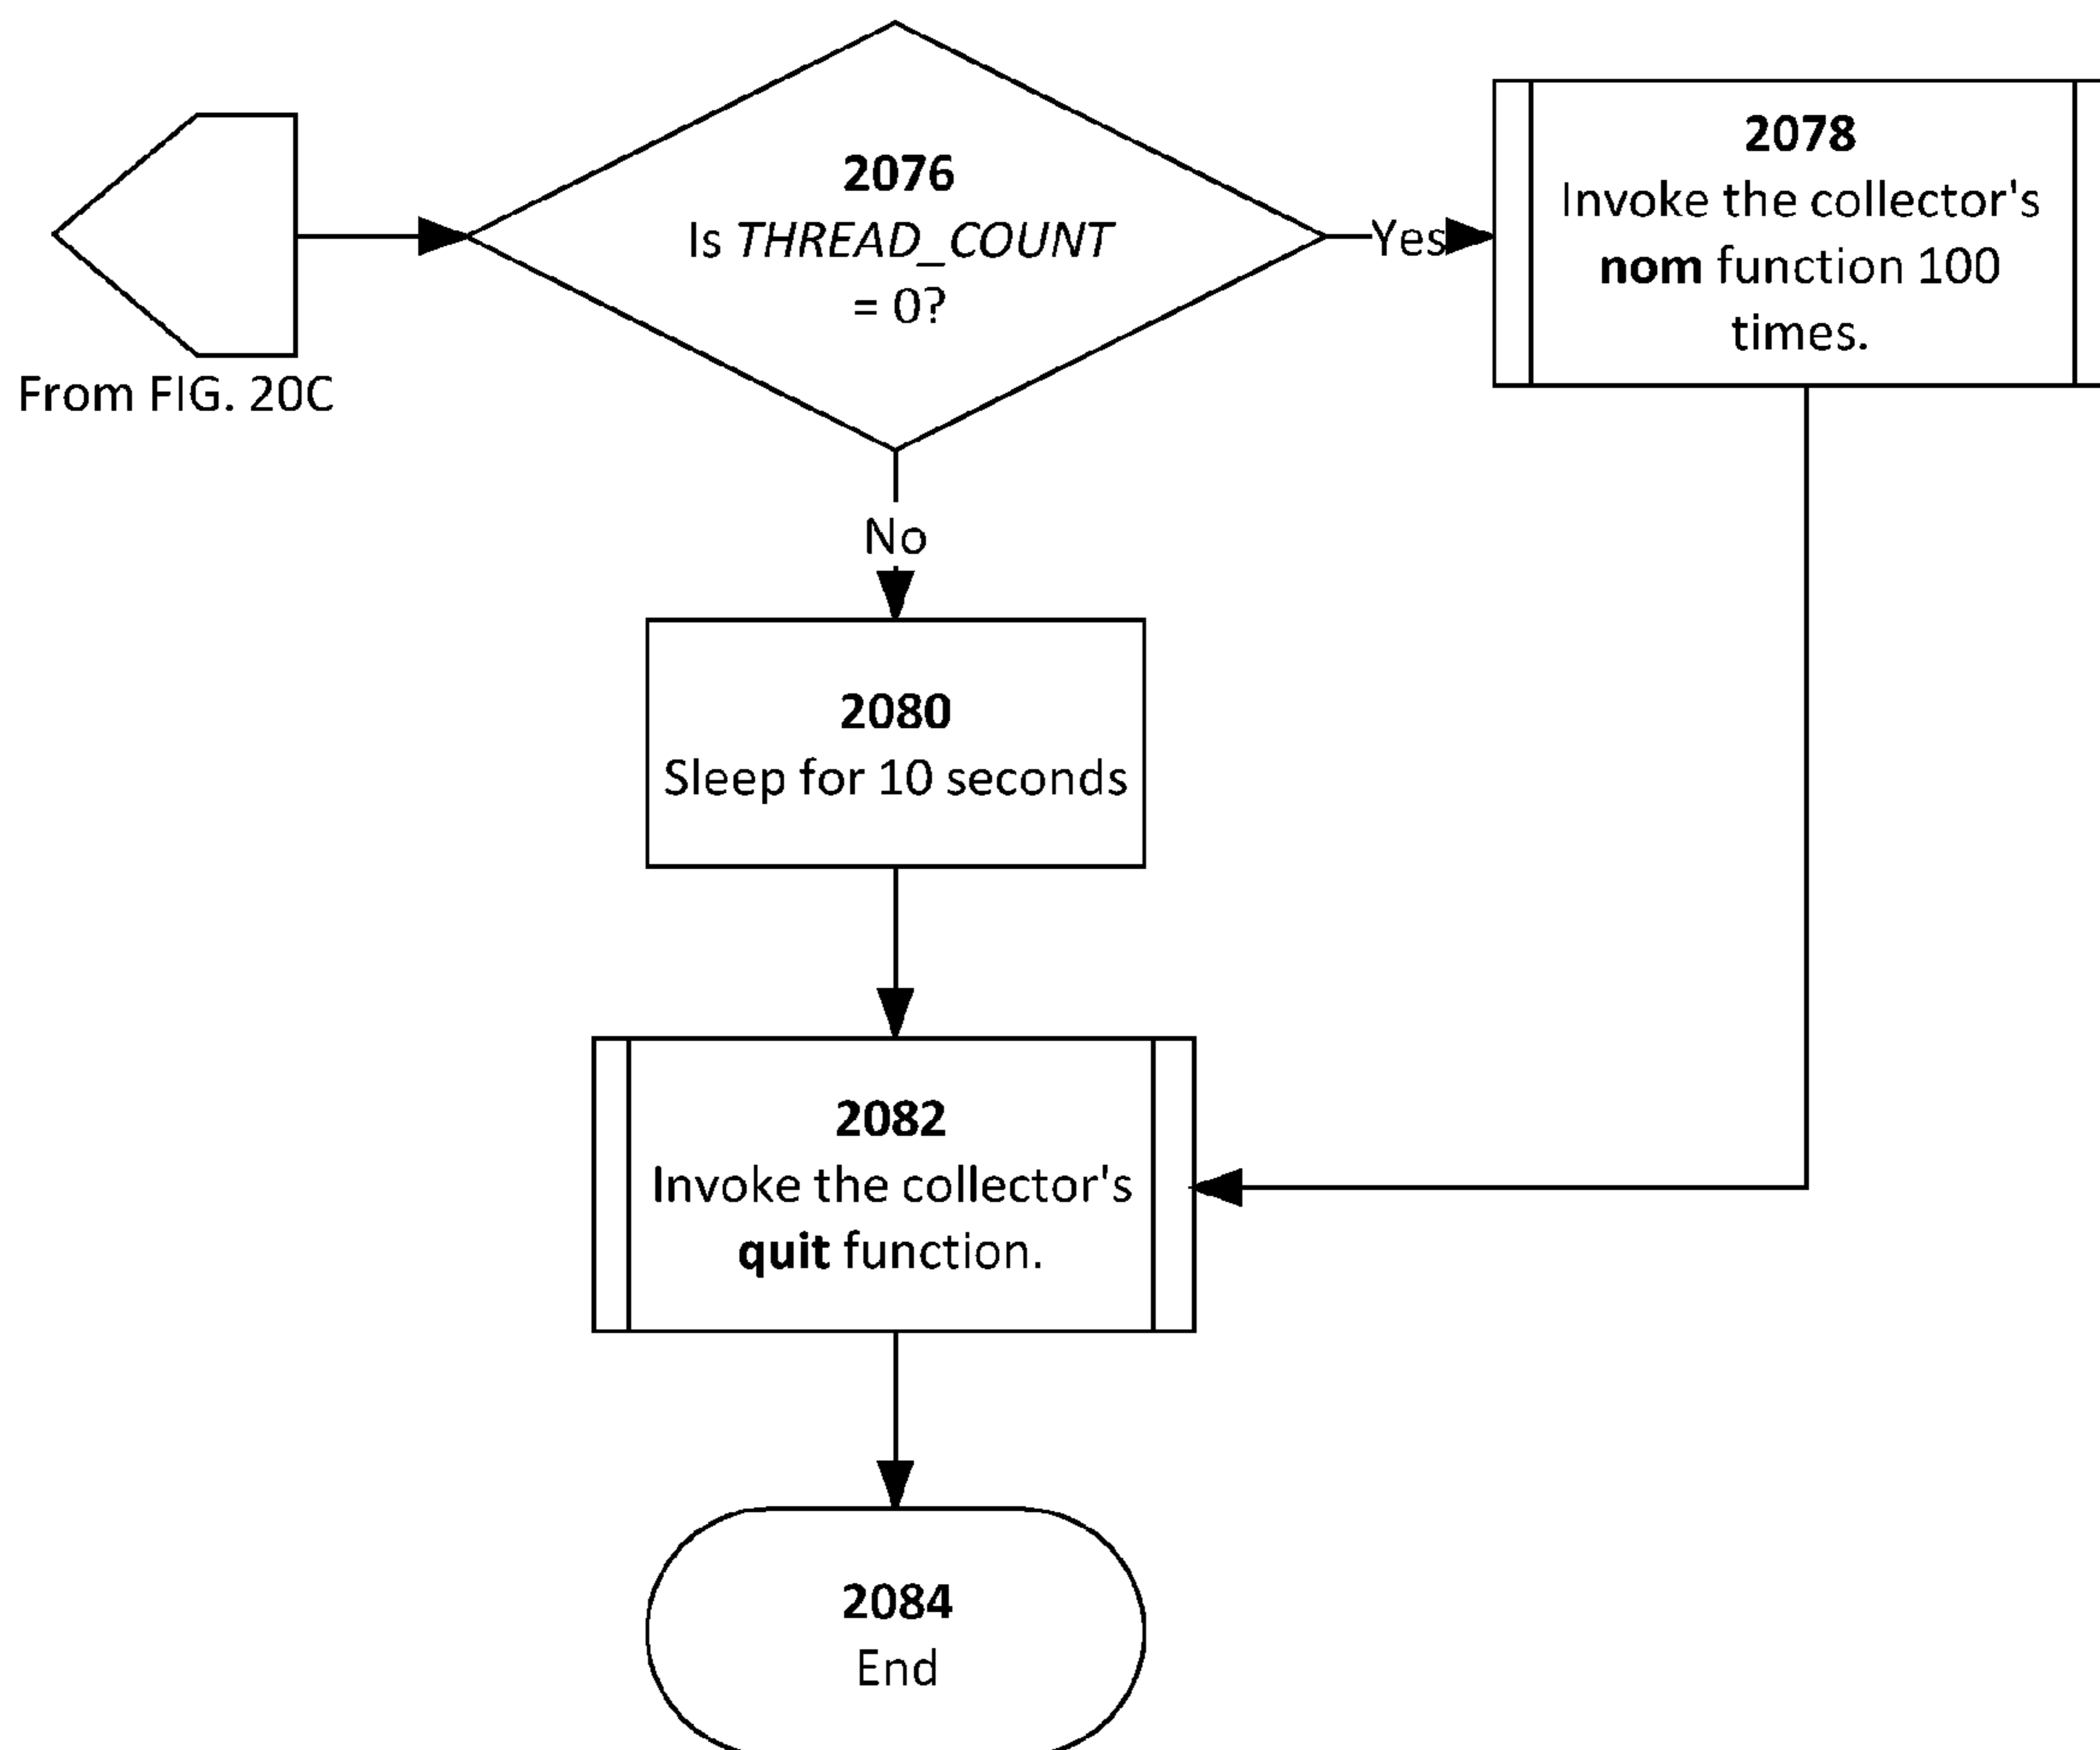 From FIG. 20C
2076
Is THREAD_COUNT
= 0?
Yes
2078
Invoke the collector's
nom function 100
times.
No
2080
Sleep for 10 seconds
2082
Invoke the collector's
quit function.
2084
End